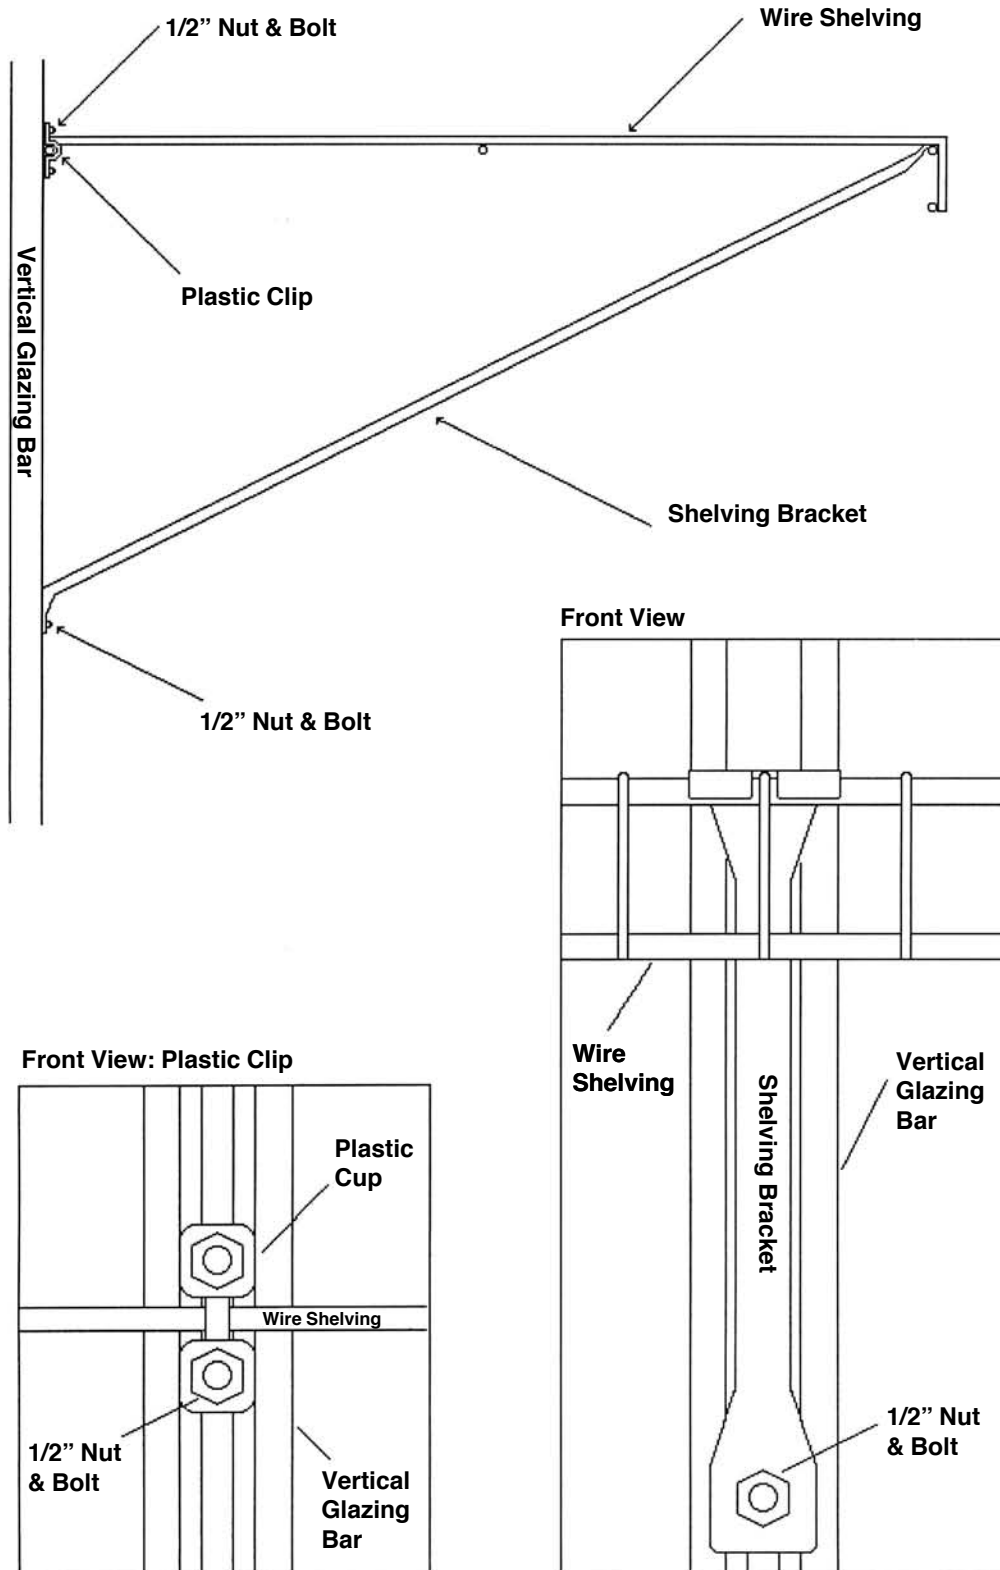 1/2” Nut & Bolt
Wire Shelving
Vertical Glazing Bar
Plastic Clip
Shelving Bracket
1/2” Nut & Bolt
Front View
Wire
Shelving
Vertical
Glazing
Bar
Shelving Bracket
1/2” Nut
& Bolt
Front View: Plastic Clip
Plastic
Cup
Wire Shelving
1/2” Nut
& Bolt
Vertical
Glazing
Bar